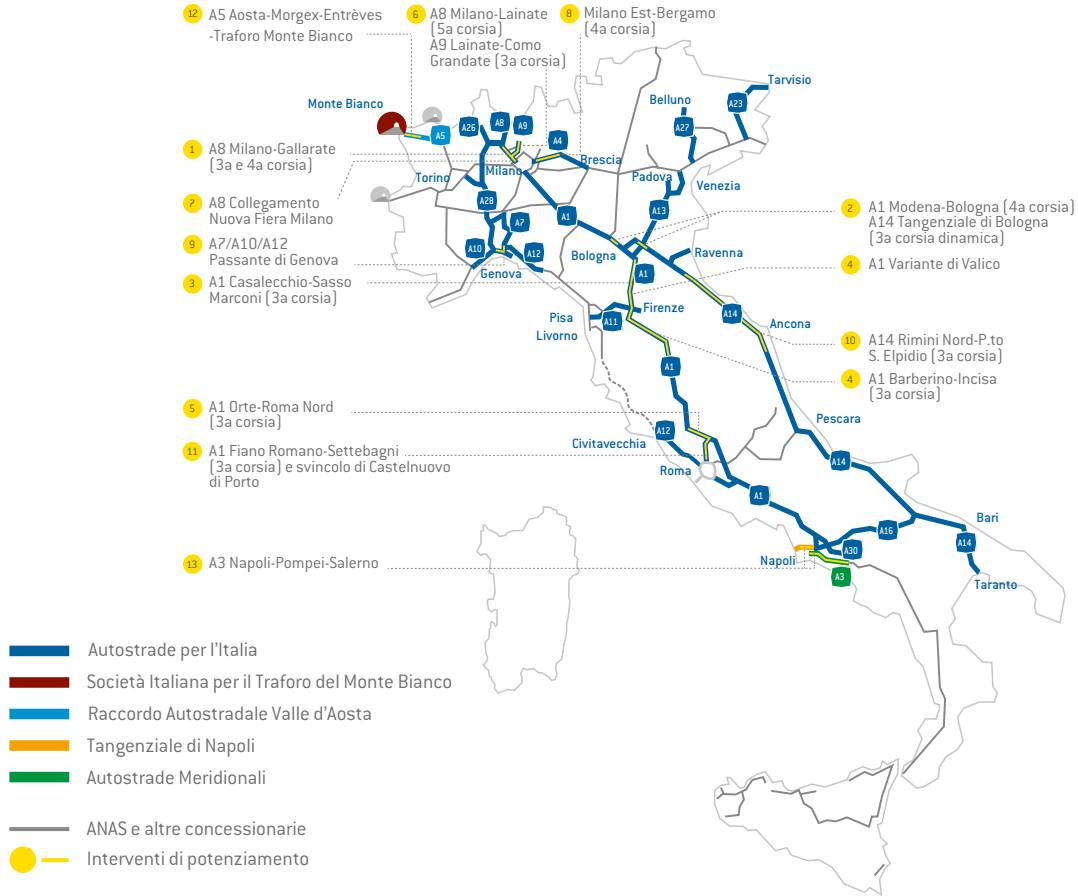 12 A5 Aosta-Morgex-Entrèves
-Traforo Monte Bianco
6 A8 Milano-Lainate
(5a corsia)
A9 Lainate-Como
Grandate (3a corsia)
8 Milano Est-Bergamo
(4a corsia)
Monte Bianco
Belluno
Tarvisio
A5
A26
A8
A9
A4
A27
A23
1 A8 Milano-Gallarate
(3a e 4a corsia)
Torino
Milano
Brescia
Padova
Venezia
7 A8 Collegamento
Nuova Fiera Milano
A28
A7
A1
A13
2 A1 Modena-Bologna (4a corsia)
A14 Tangenziale di Bologna
(3a corsia dinamica)
9 A7/A10/A12
Passante di Genova
A10
A12
Genova
Bologna
Ravenna
A1
4 A1 Variante di Valico
3 A1 Casalecchio-Sasso
Marconi (3a corsia)
Pisa
Livorno
A11
Firenze
A14
Ancona
10 A14 Rimini Nord-P.to
S. Elpidio (3a corsia)
A1
4 A1 Barberino-Incisa
(3a corsia)
5 A1 Orte-Roma Nord
(3a corsia)
A12
Civitavecchia
Pescara
11 A1 Fiano Romano-Settebagni
(3a corsia) e svincolo di Castelnuovo
di Porto
Roma
A14
A1
A16
Bari
A14
13 A3 Napoli-Pompei-Salerno
Napoli
A30
A3
Taranto
Autostrade per l'Italia
Società Italiana per il Traforo del Monte Bianco
Raccordo Autostradale Valle d'Aosta
Tangenziale di Napoli
Autostrade Meridionali
ANAS e altre concessionarie
Interventi di potenziamento